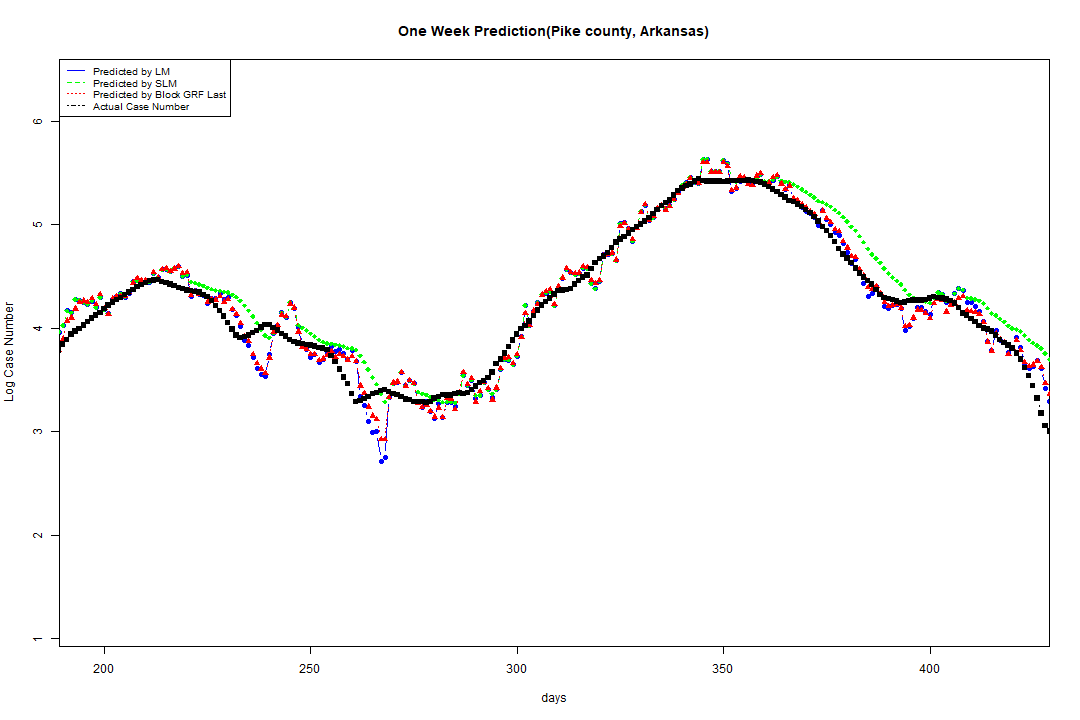 One Week Prediction(Pike county, Arkansas)
Predicted by LM
Predicted by SLM
Predicted by Block GRF Last
Actual Case Number
6
5
4
3
2
1
Log Case Number
200 250 300 350 400
days